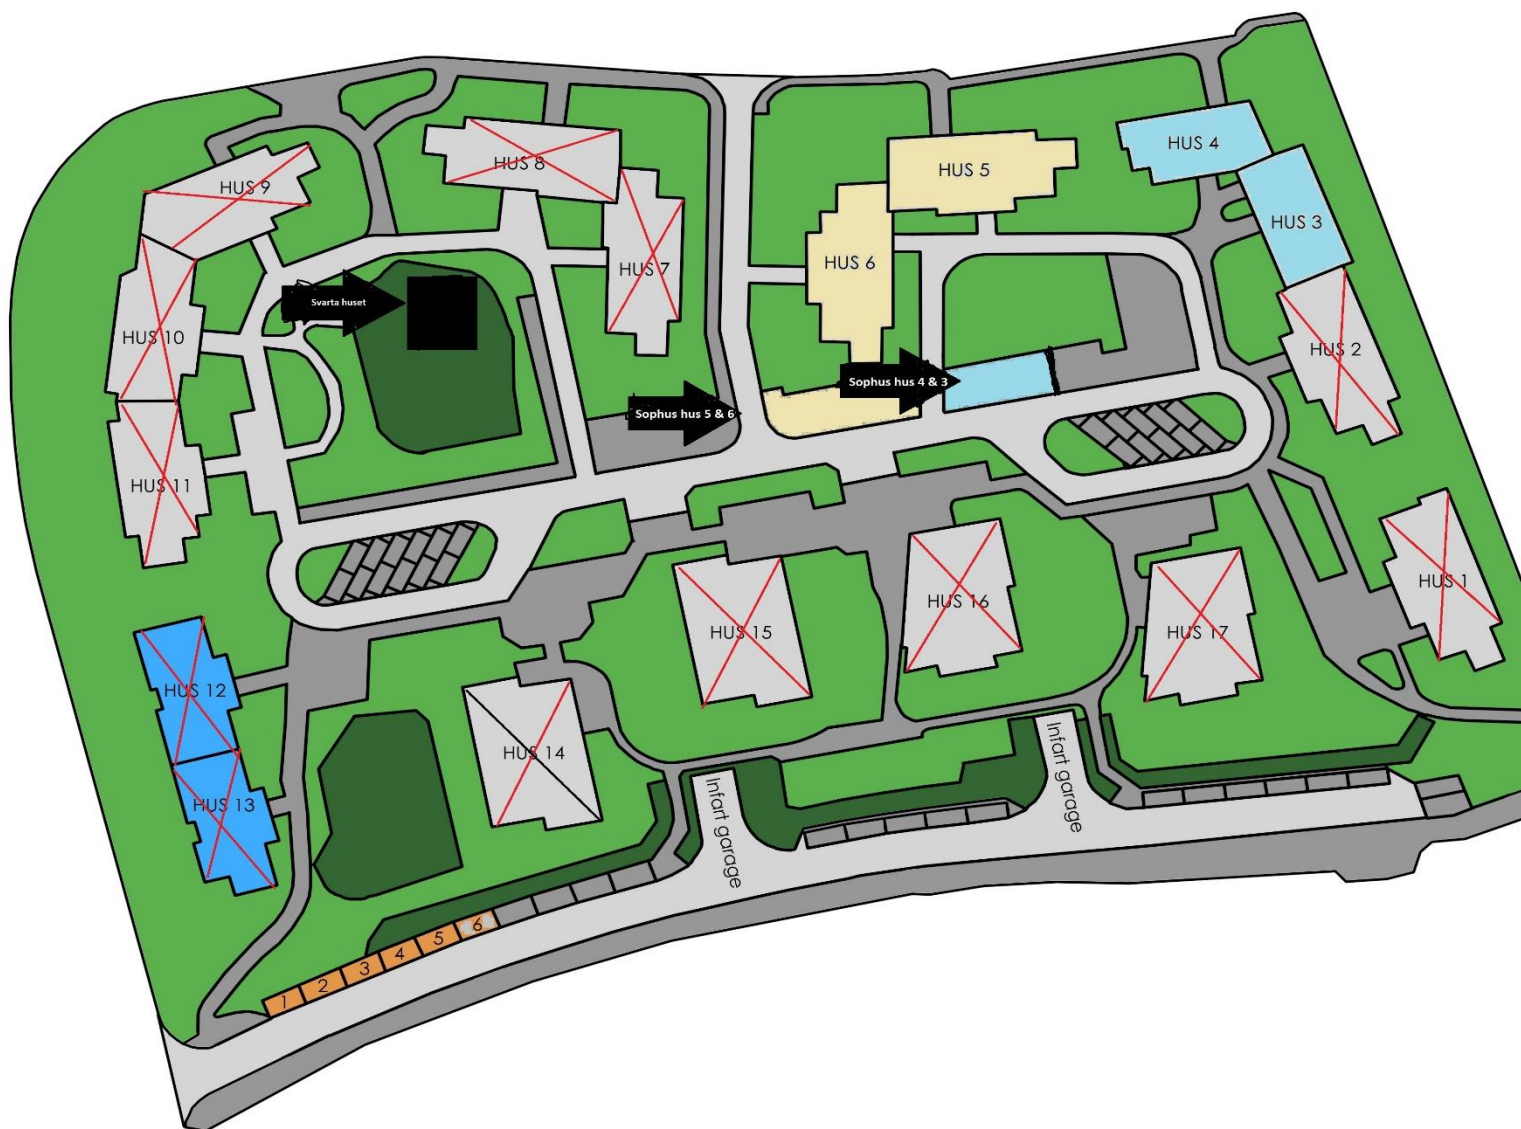 HUS 4
HUS 8
HUS 5
HUS 9
HUS 3
HUS 6
HUS 7
Svarta huset
HUS 10
HUS 2
Sophus hus 4 & 3
Sophus hus 5 & 6
HUS 11
HUS 1
HUS 16
HUS 15
HUS 17
HUS 12
HUS 14
HUS 13
Infart garage
Infart garage
1
2
3
4
5
6